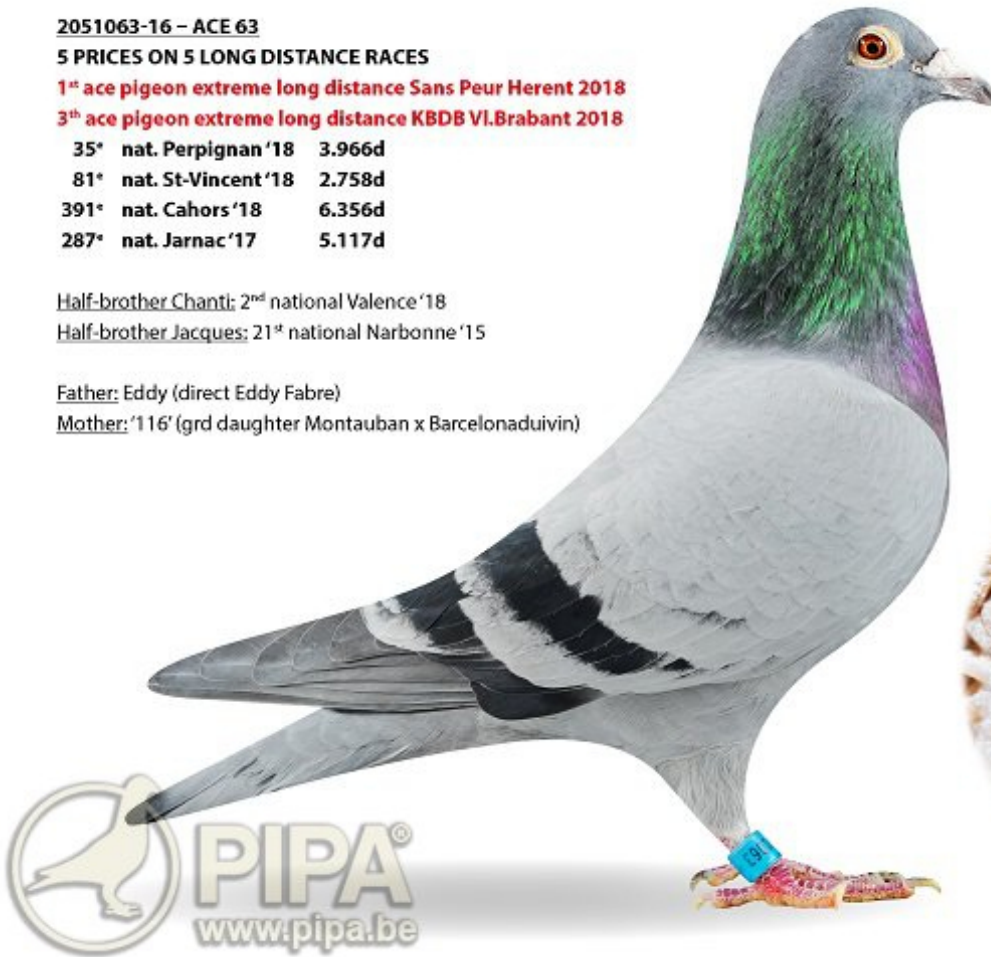 2051063-16 – ACE 63
5 PRICES ON 5 LONG DISTANCE RACES
1st ace pigeon extreme long distance Sans Peur Herent 2018
3th ace pigeon extreme long distance KBDB Vl.Brabant 2018
35e nat. Perpignan '18 3.966d
81e nat. St-Vincent '18 2.758d
391e nat. Cahors '18 6.356d
287e nat. Jarnac '17 5.117d
Half-brother Chanti: 2nd national Valence '18
Half-brother Jacques: 21st national Narbonne '15
Father: Eddy (direct Eddy Fabre)
Mother: '116' (grd daughter Montauban x Barcelonaduivin)
PIPA®
www.pipa.be